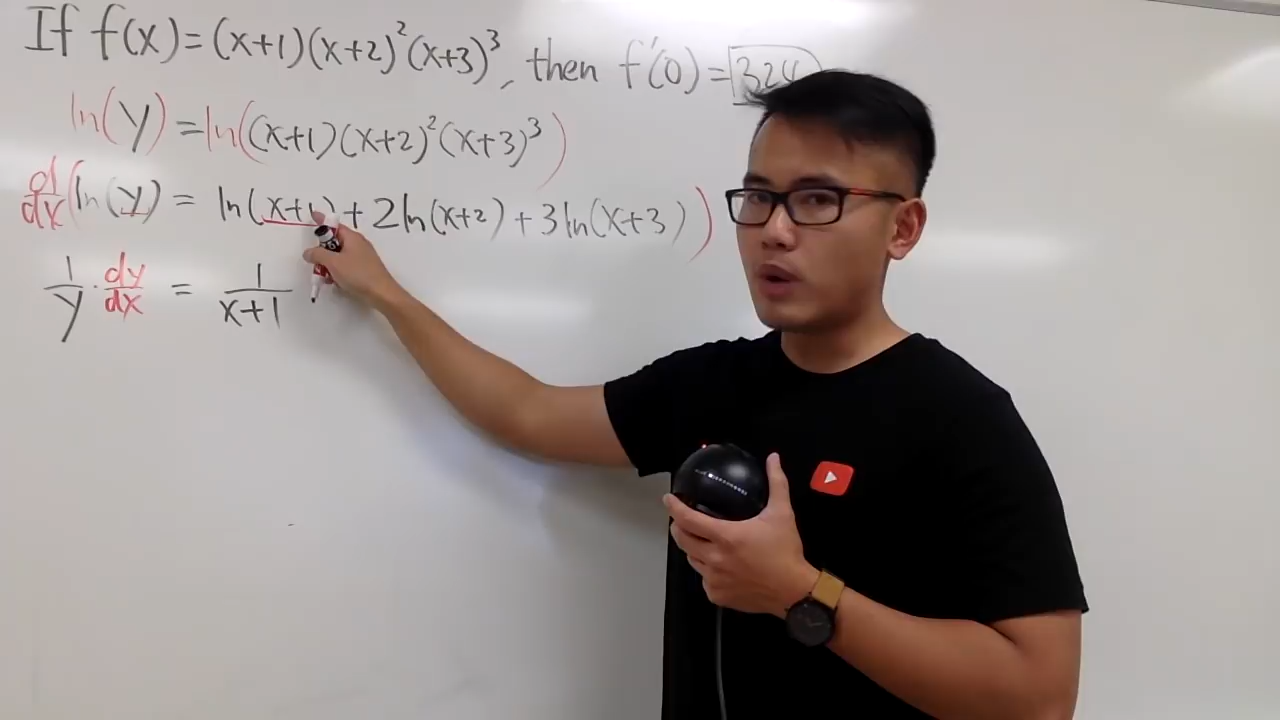 If f(x)=(x+1)(x+2)²(x+3)³, then f'(0)=324
ln(y)=ln((x+1)(x+2)²(x+3)³)
d/dx(ln(y) = ln(x+1)+2ln(x+2)+3ln(x+3))
1/y · dy/dx = 1/(x+1)